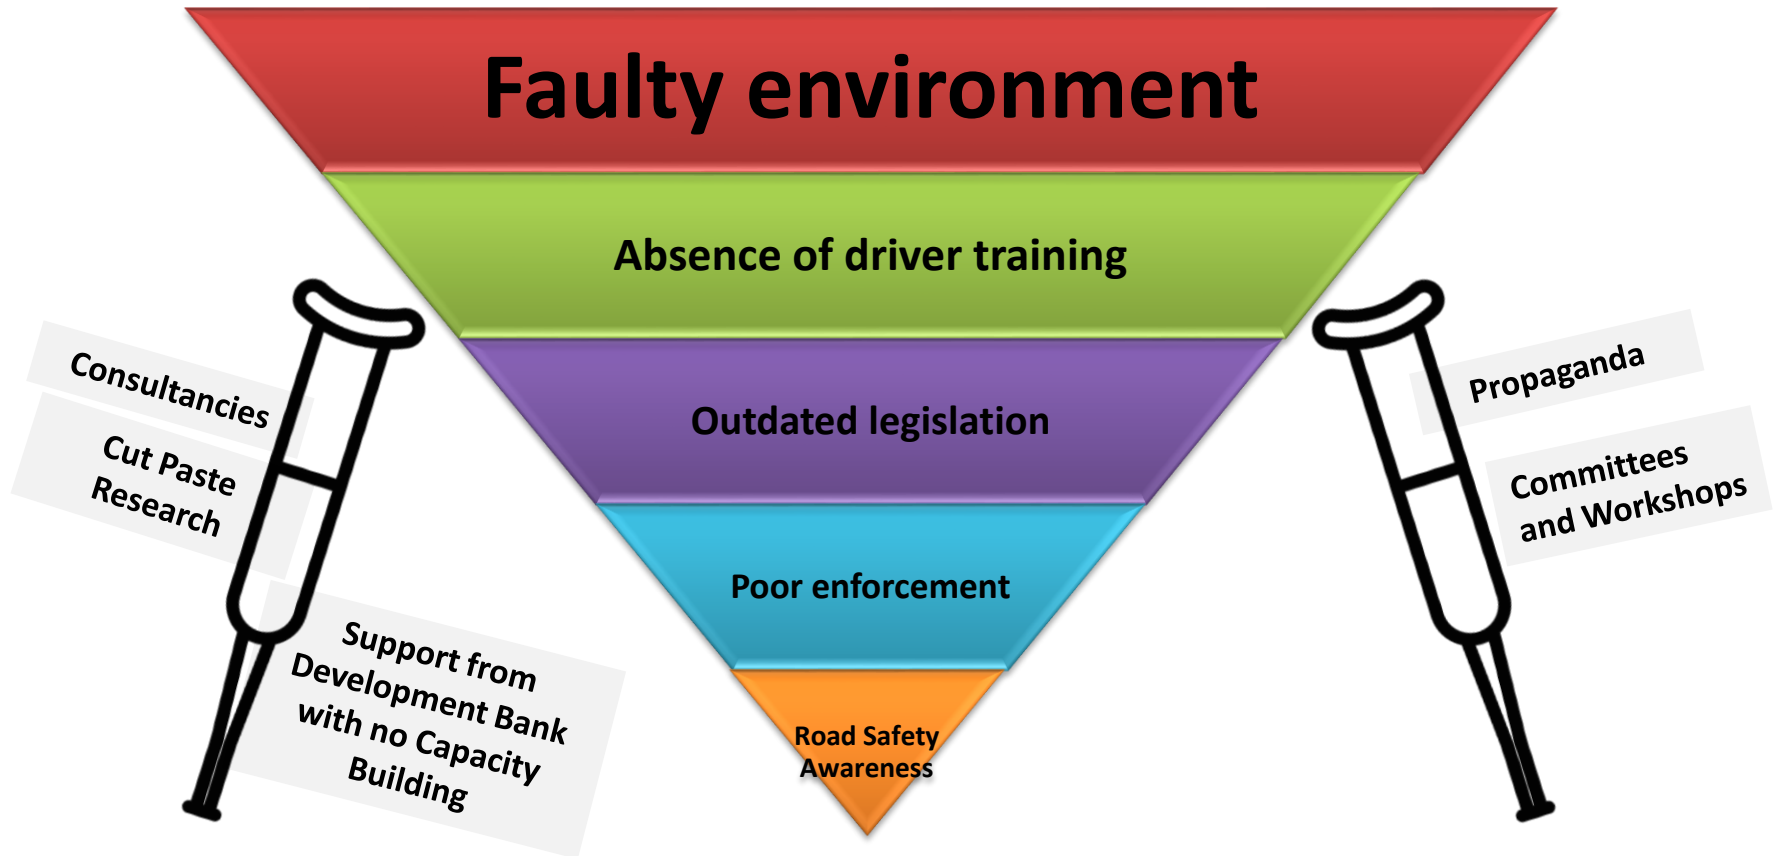 Faulty environment
Absence of driver training
Outdated legislation
Poor enforcement
Road Safety
Awareness
Consultancies
Cut Paste
Research
Support from
Development Bank
with no Capacity
Building
Propaganda
Committees
and Workshops